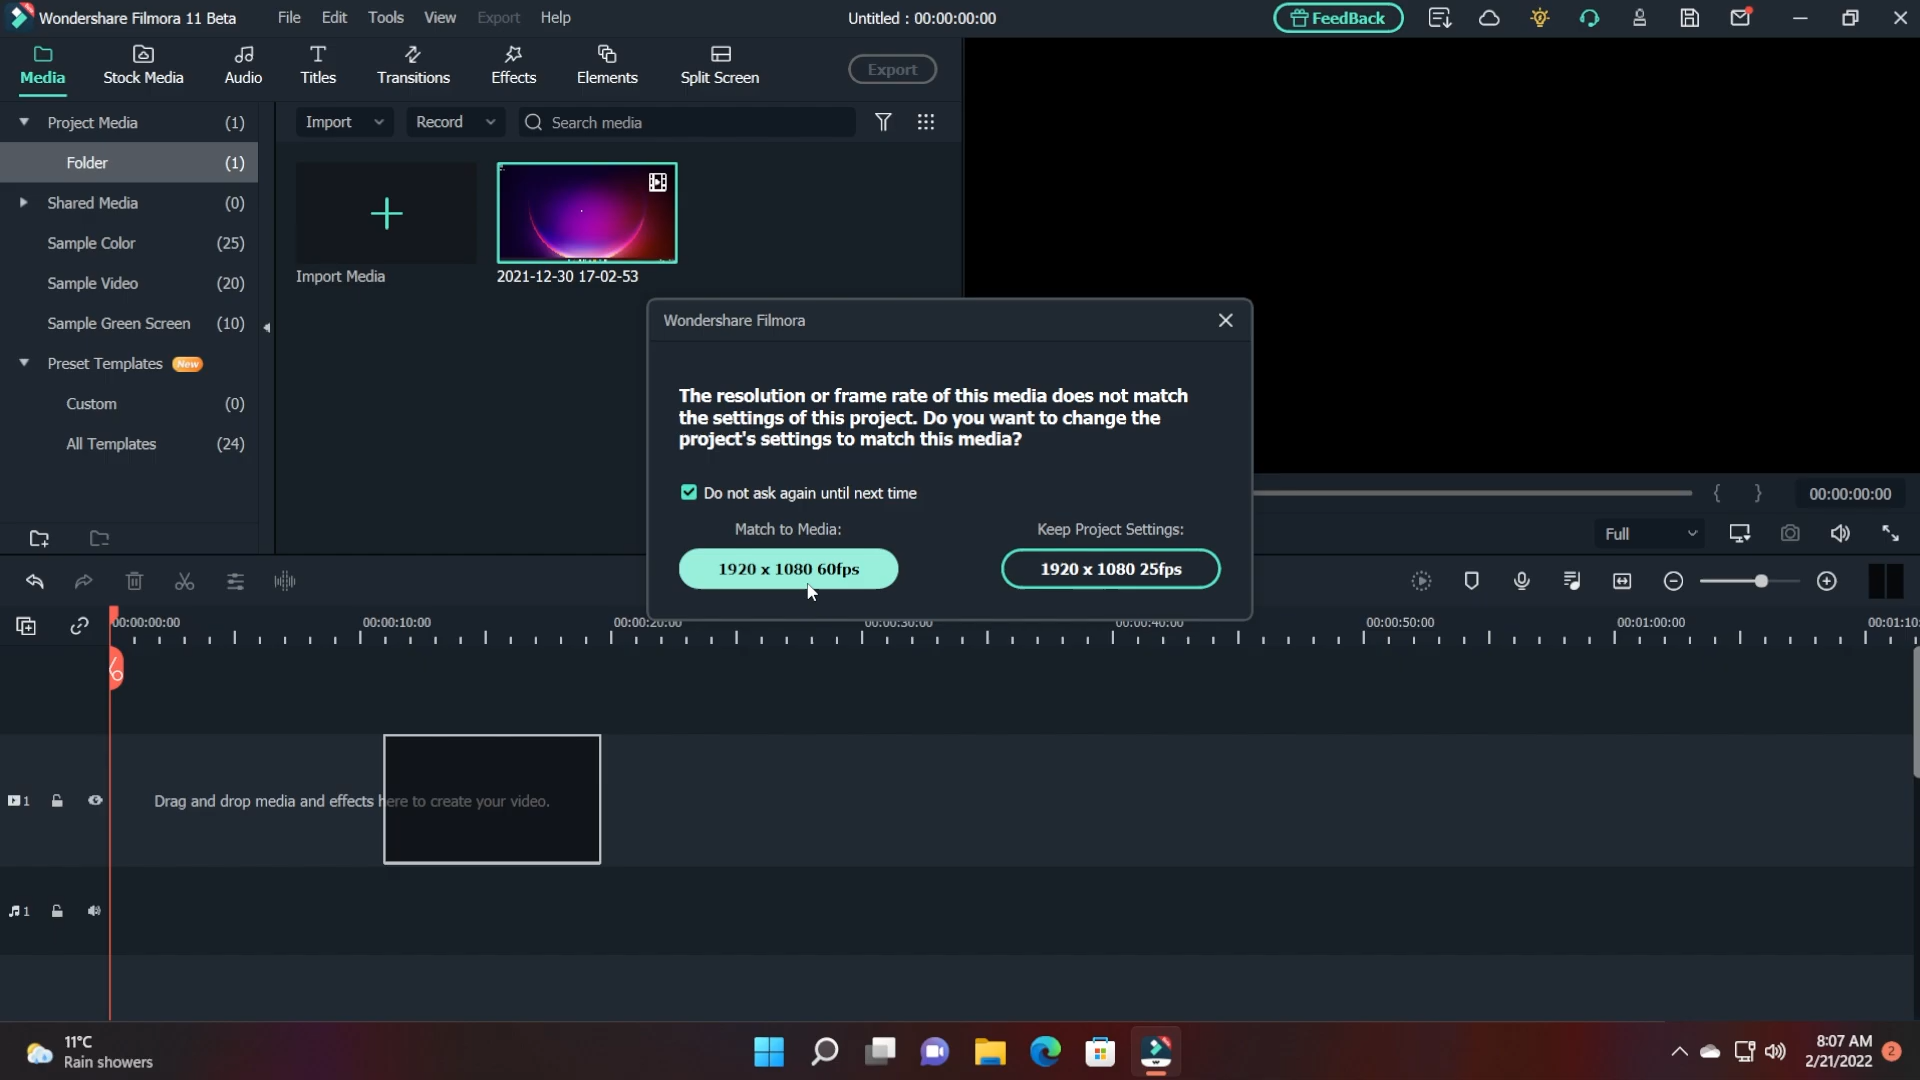 Wondershare Filmora 11 Beta
File Edit Tools View Export Help
Untitled : 00:00:00:00
FeedBack
Media
Stock Media
Audio
Titles
Transitions
Effects
Elements
Split Screen
Export
Project Media (1)
Folder (1)
Shared Media (0)
Sample Color (25)
Sample Video (20)
Sample Green Screen (10)
Preset Templates New
Custom (0)
All Templates (24)
Import
Record
Search media
Import Media
2021-12-30 17-02-53
Wondershare Filmora
The resolution or frame rate of this media does not match
the settings of this project. Do you want to change the
project's settings to match this media?
Do not ask again until next time
Match to Media:
Keep Project Settings:
1920 x 1080 60fps
1920 x 1080 25fps
{ }
00:00:00:00
Full
00:00:00:00
00:00:10:00
00:00:20:00
00:00:30:00
00:00:40:00
00:00:50:00
00:01:00:00
00:01:10:
1
Drag and drop media and effects here to create your video.
1
11°C
Rain showers
8:07 AM
2/21/2022
2